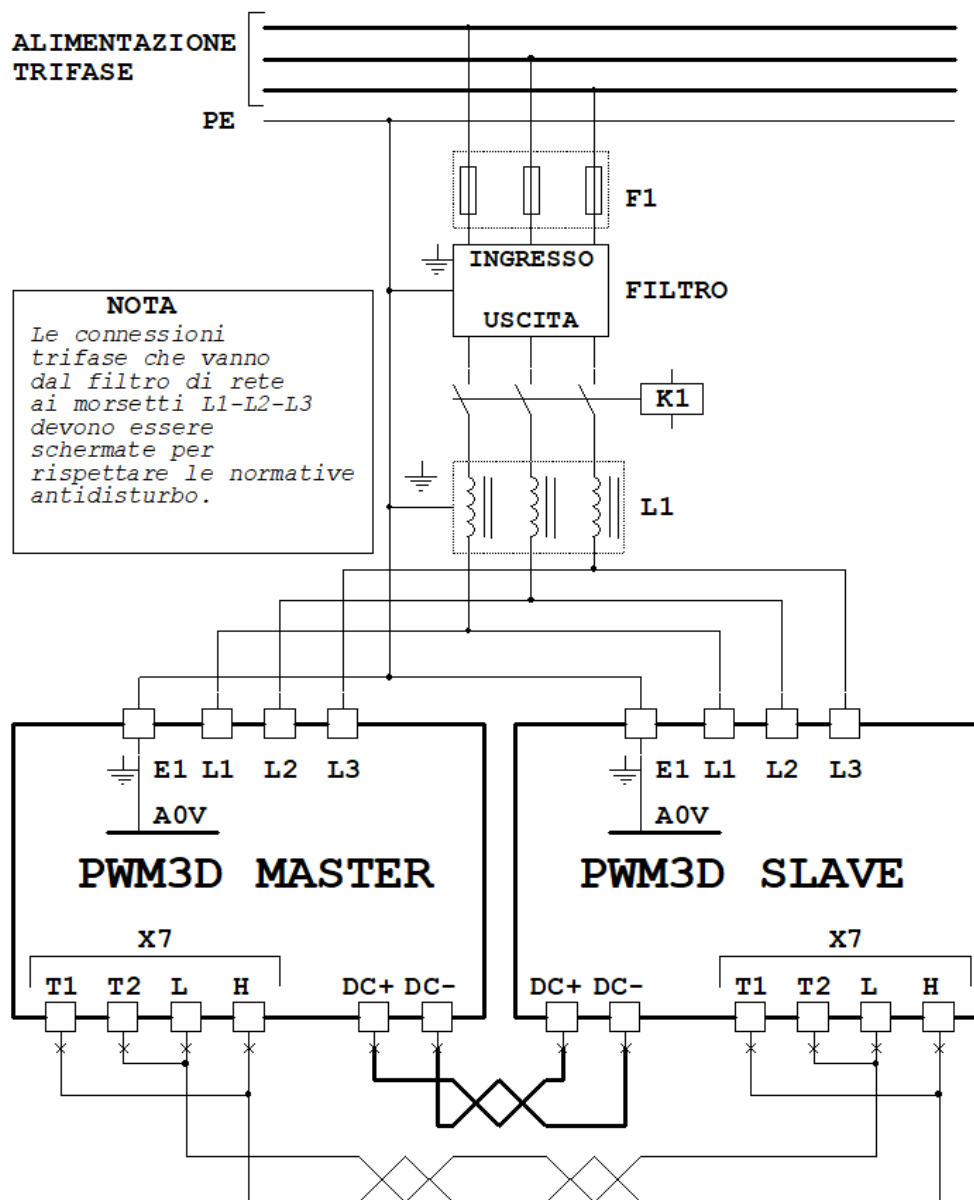 ALIMENTAZIONE
TRIFASE
PE
F1
INGRESSO
FILTRO
USCITA
NOTA
Le connessioni
trifase che vanno
dal filtro di rete
ai morsetti L1-L2-L3
devono essere
schermate per
rispettare le normative
antidisturbo.
K1
L1
E1 L1 L2 L3
E1 L1 L2 L3
A0V
A0V
PWM3D MASTER
PWM3D SLAVE
X7
X7
T1 T2 L H DC+ DC-
DC+ DC- T1 T2 L H